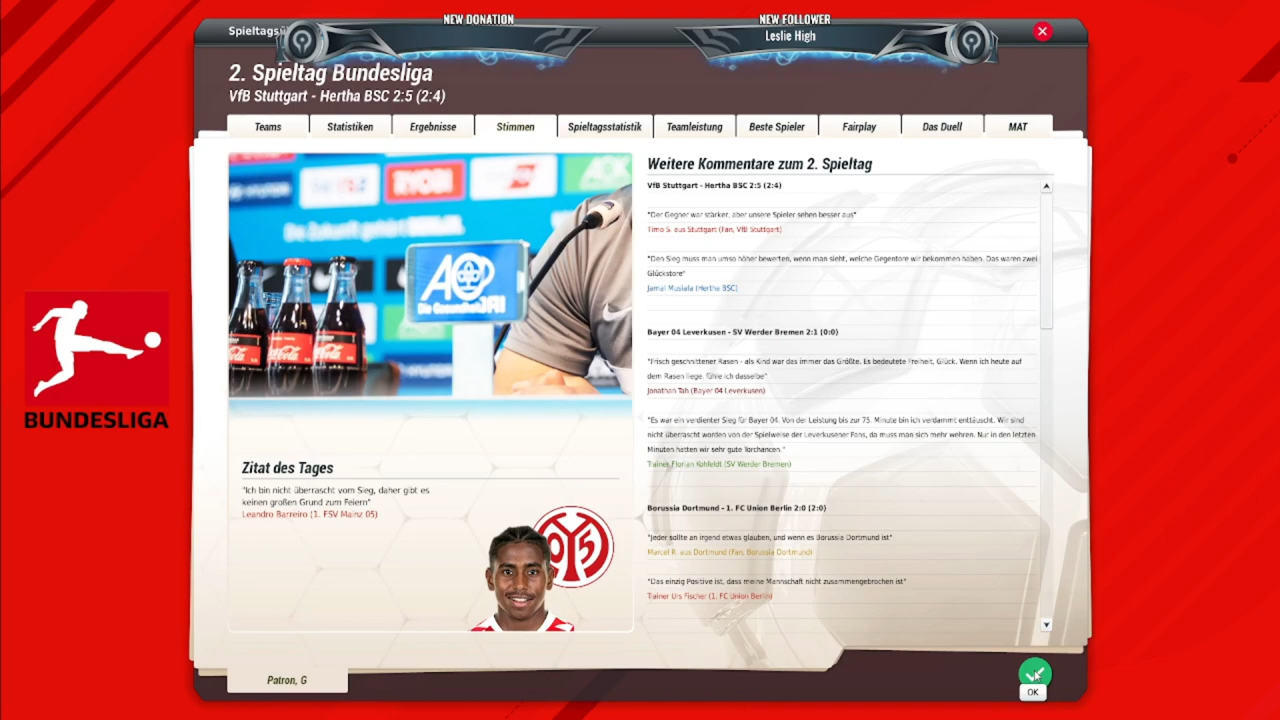 NEW DONATION
NEW FOLLOWER
Leslie High
2. Spieltag Bundesliga
VfB Stuttgart - Hertha BSC 2:5 (2:4)
Teams
Statistiken
Ergebnisse
Stimmen
Spieltagsstatistik
Teamleistung
Beste Spieler
Fairplay
Das Duell
MAT
RYOBI
AOK
Die Gesundheit
Coca-Cola
BUNDESLIGA
Zitat des Tages
"Ich bin nicht überrascht vom Sieg, daher gibt es
keinen großen Grund zum Feiern"
Leandro Barreiro (1. FSV Mainz 05)
Weitere Kommentare zum 2. Spieltag
VfB Stuttgart - Hertha BSC 2:5 (2:4)
"Der Gegner war stärker, aber unsere Spieler sehen besser aus"
Timo S. aus Stuttgart (Fan, VfB Stuttgart)
"Den Sieg muss man umso höher bewerten, wenn man sieht, welche Gegentore wir bekommen haben. Das waren zwei
Glückstore"
Jamal Musiala (Hertha BSC)
Bayer 04 Leverkusen - SV Werder Bremen 2:1 (0:0)
"Frisch geschnittener Rasen - als Kind war das immer das Größte. Es bedeutete Freiheit, Glück. Wenn ich heute auf
dem Rasen liege, fühle ich dasselbe"
Jonathan Tah (Bayer 04 Leverkusen)
"Es war ein verdienter Sieg für Bayer 04. Von der Leistung bis zur 75. Minute bin ich verdammt enttäuscht. Wir sind
nicht überrascht worden von der Spielweise der Leverkusener Fans, da muss man sich mehr wehren. Nur in den letzten
Minuten hatten wir sehr gute Torchancen."
Trainer Florian Kohfeldt (SV Werder Bremen)
Borussia Dortmund - 1. FC Union Berlin 2:0 (2:0)
"Jeder sollte an irgend etwas glauben, und wenn es Borussia Dortmund ist"
Marcel R. aus Dortmund (Fan, Borussia Dortmund)
"Das einzig Positive ist, dass meine Mannschaft nicht zusammengebrochen ist"
Trainer Urs Fischer (1. FC Union Berlin)
Patron, G
OK